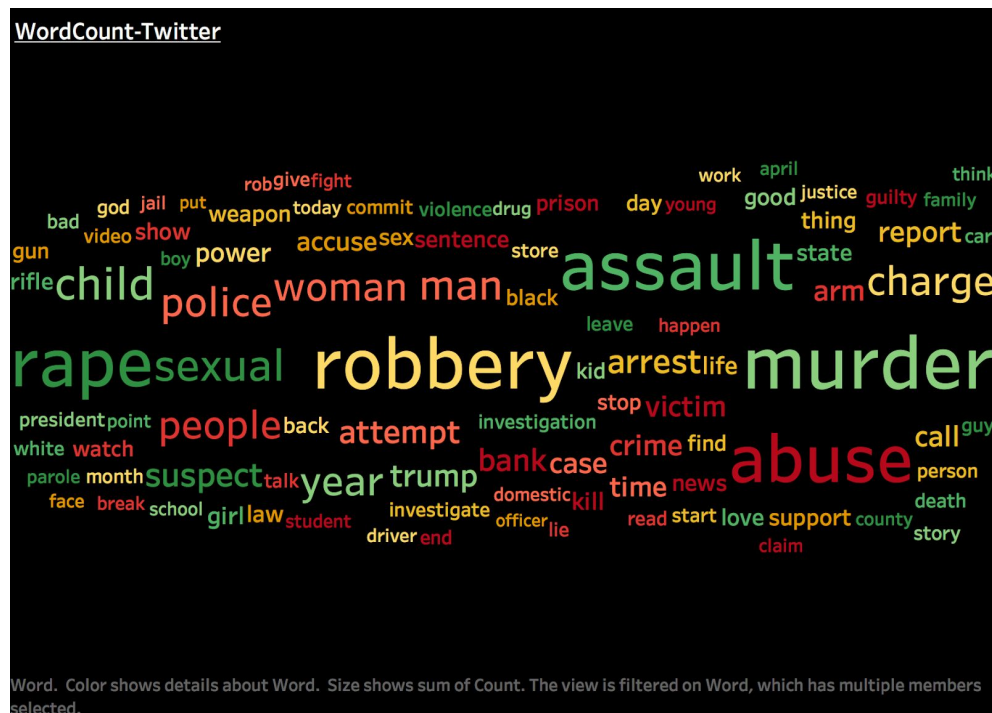 WordCount-Twitter
work april think
rob give fight
god jail put weapon today commit violence drug prison day young good justice guilty family
bad video show thing
gun boy power accuse sex sentence store state report car
rifle child police woman man black assault arm charge
leave happen
rape sexual robbery kid arrest life murder
stop victim
president point people back attempt investigation crime find call guy
white watch
parole month suspect talk year trump bank case time news abuse person
face break school girl law student investigate domestic kill death
officer lie read start love support county story
driver end claim
Word. Color shows details about Word. Size shows sum of Count. The view is filtered on Word, which has multiple members
selected.